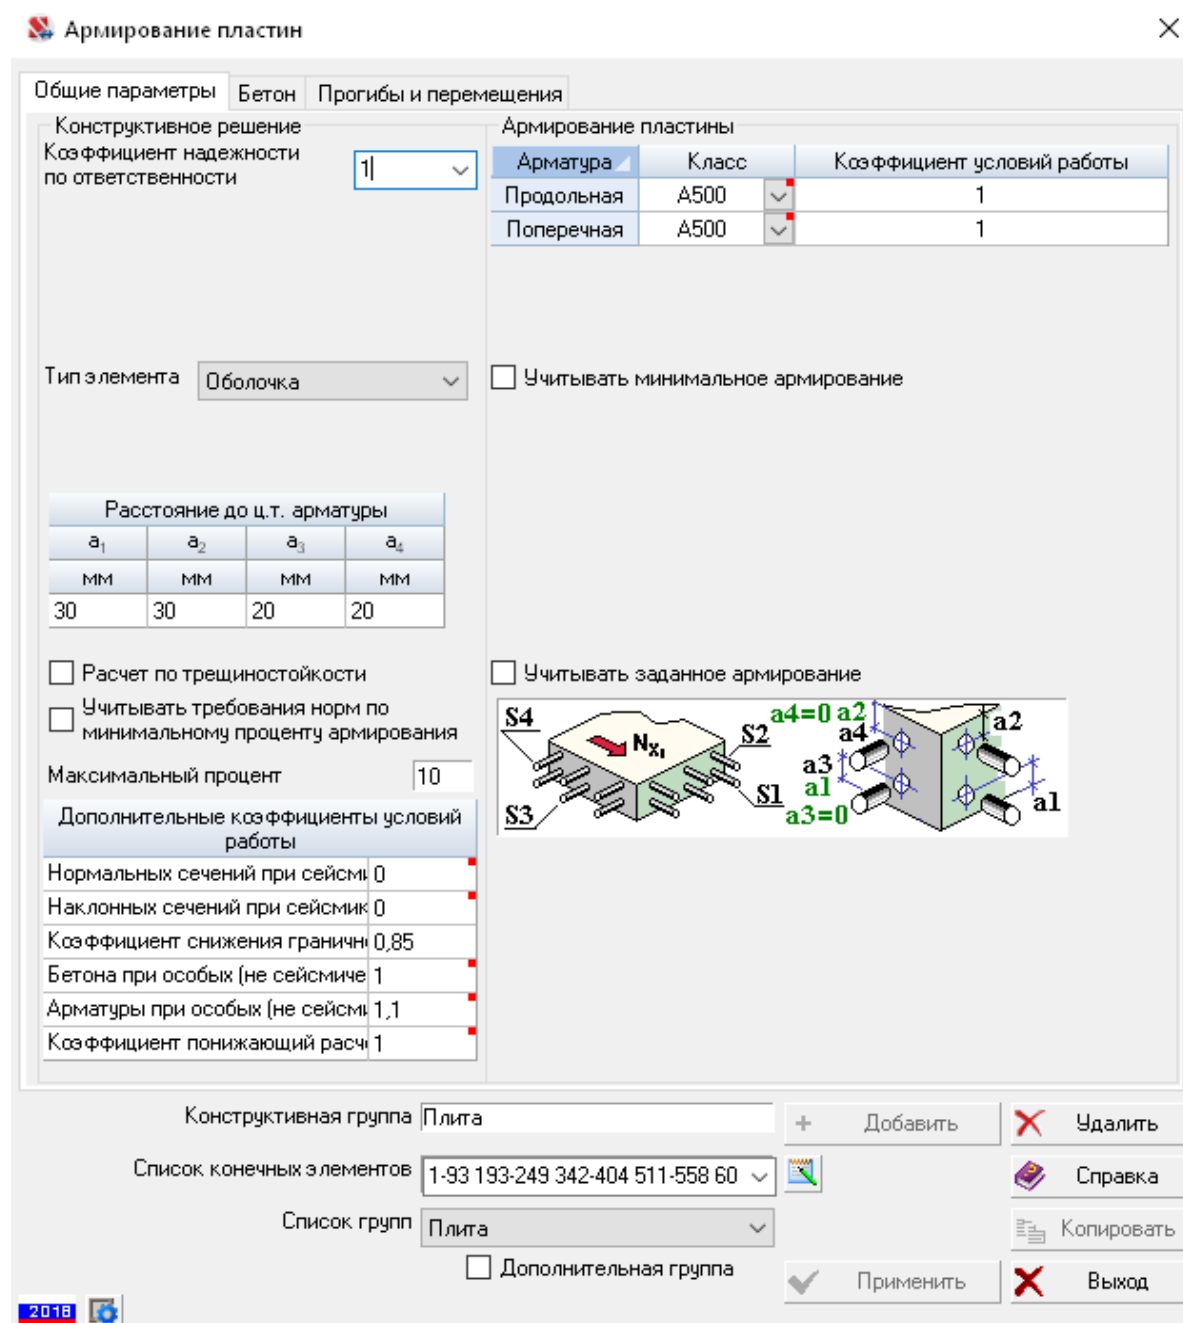 Армирование пластин
Общие параметры Бетон Прогибы и перемещения
Конструктивное решение
Коэффициент надежности
по ответственности
1
Армирование пластины
Арматура Класс Коэффициент условий работы
Продольная A500 1
Поперечная A500 1
Тип элемента Оболочка
Учитывать минимальное армирование
Расстояние до ц.т. арматуры
a1 a2 a3 a4
мм мм мм мм
30 30 20 20
Расчет по трещиностойкости
Учитывать заданное армирование
Учитывать требования норм по
минимальному проценту армирования
Максимальный процент 10
S4 NX1 S2 S1 S3
a4=0 a2 a2
a4
a3
a1 a1
a3=0
Дополнительные коэффициенты условий
работы
Нормальных сечений при сейсми 0
Наклонных сечений при сейсмик 0
Коэффициент снижения граничн 0,85
Бетона при особых (не сейсмиче 1
Арматуры при особых (не сейсми 1,1
Коэффициент понижающий расч 1
Конструктивная группа Плита
+ Добавить Удалить
Список конечных элементов 1-93 193-249 342-404 511-558 60
Справка
Список групп Плита
Копировать
Дополнительная группа
Применить Выход
2018